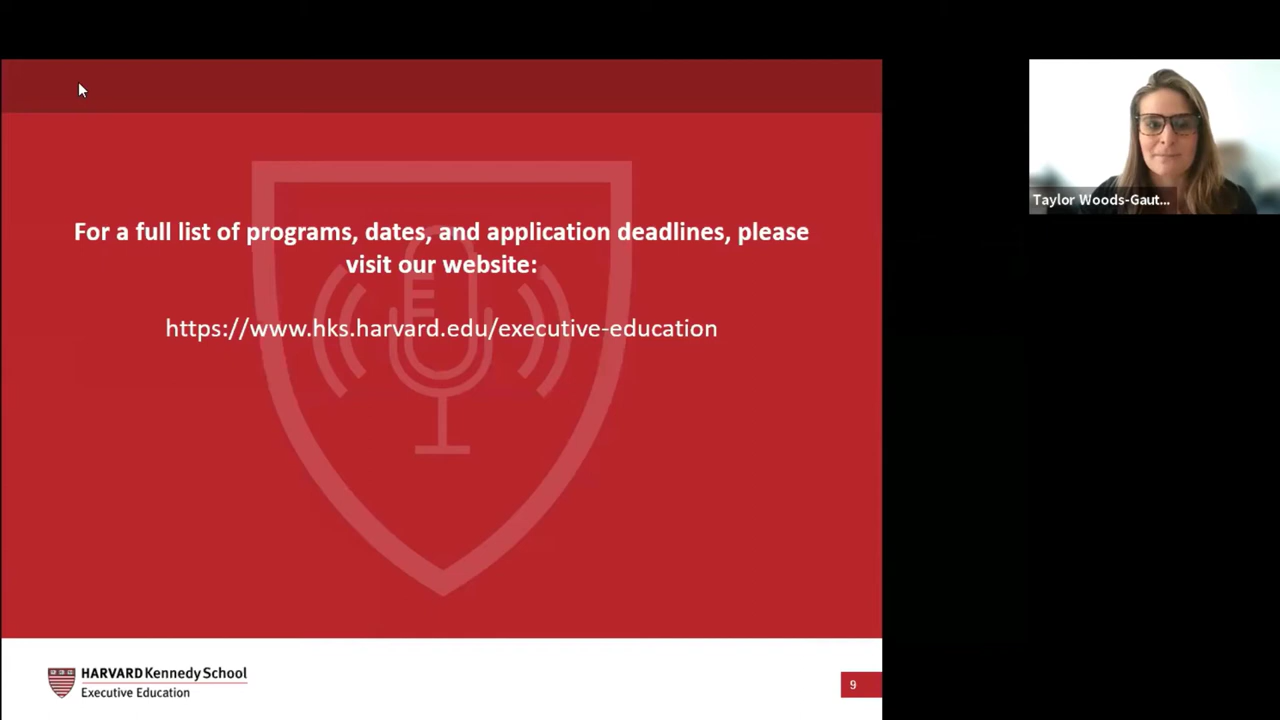 For a full list of programs, dates, and application deadlines, please
visit our website:
https://www.hks.harvard.edu/executive-education
Taylor Woods-Gaut...
HARVARD Kennedy School
Executive Education
9